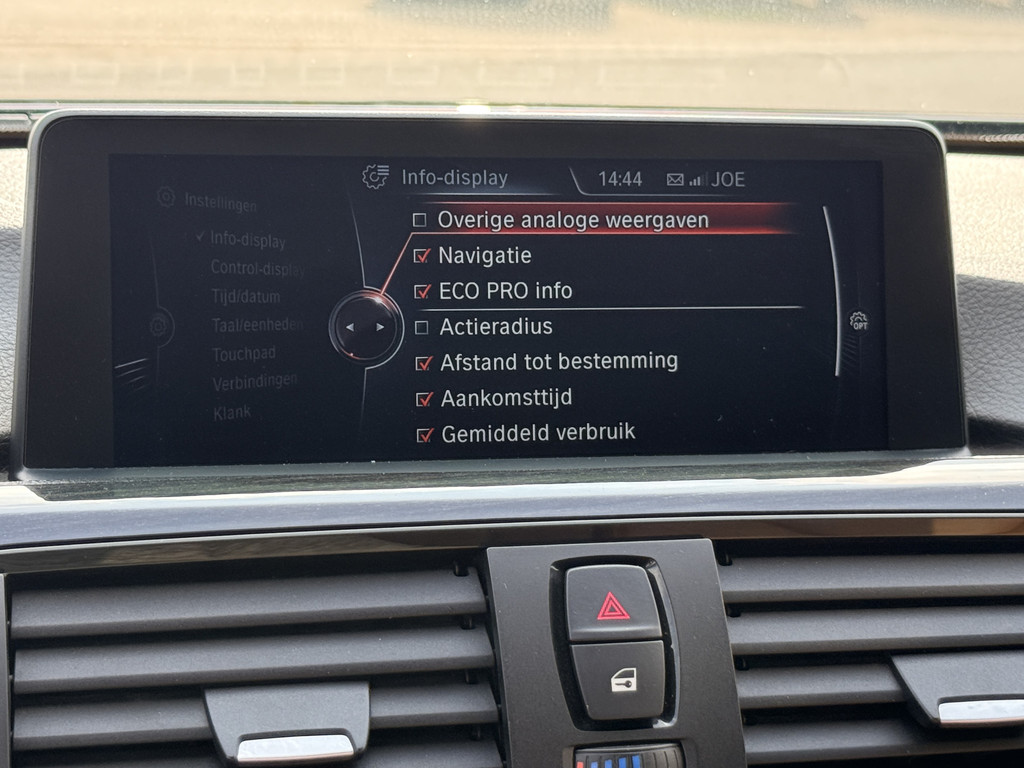 Info-display
14:44 JOE
Instellingen
Info-display
Control-displa
Tijd/datum
Taal/eenheden
Touchpad
Verbindingen
Klank
Overige analoge weergaven
Navigatie
ECO PRO info
Actieradius
Afstand tot bestemming
Aankomsttijd
Gemiddeld verbruik
OPT